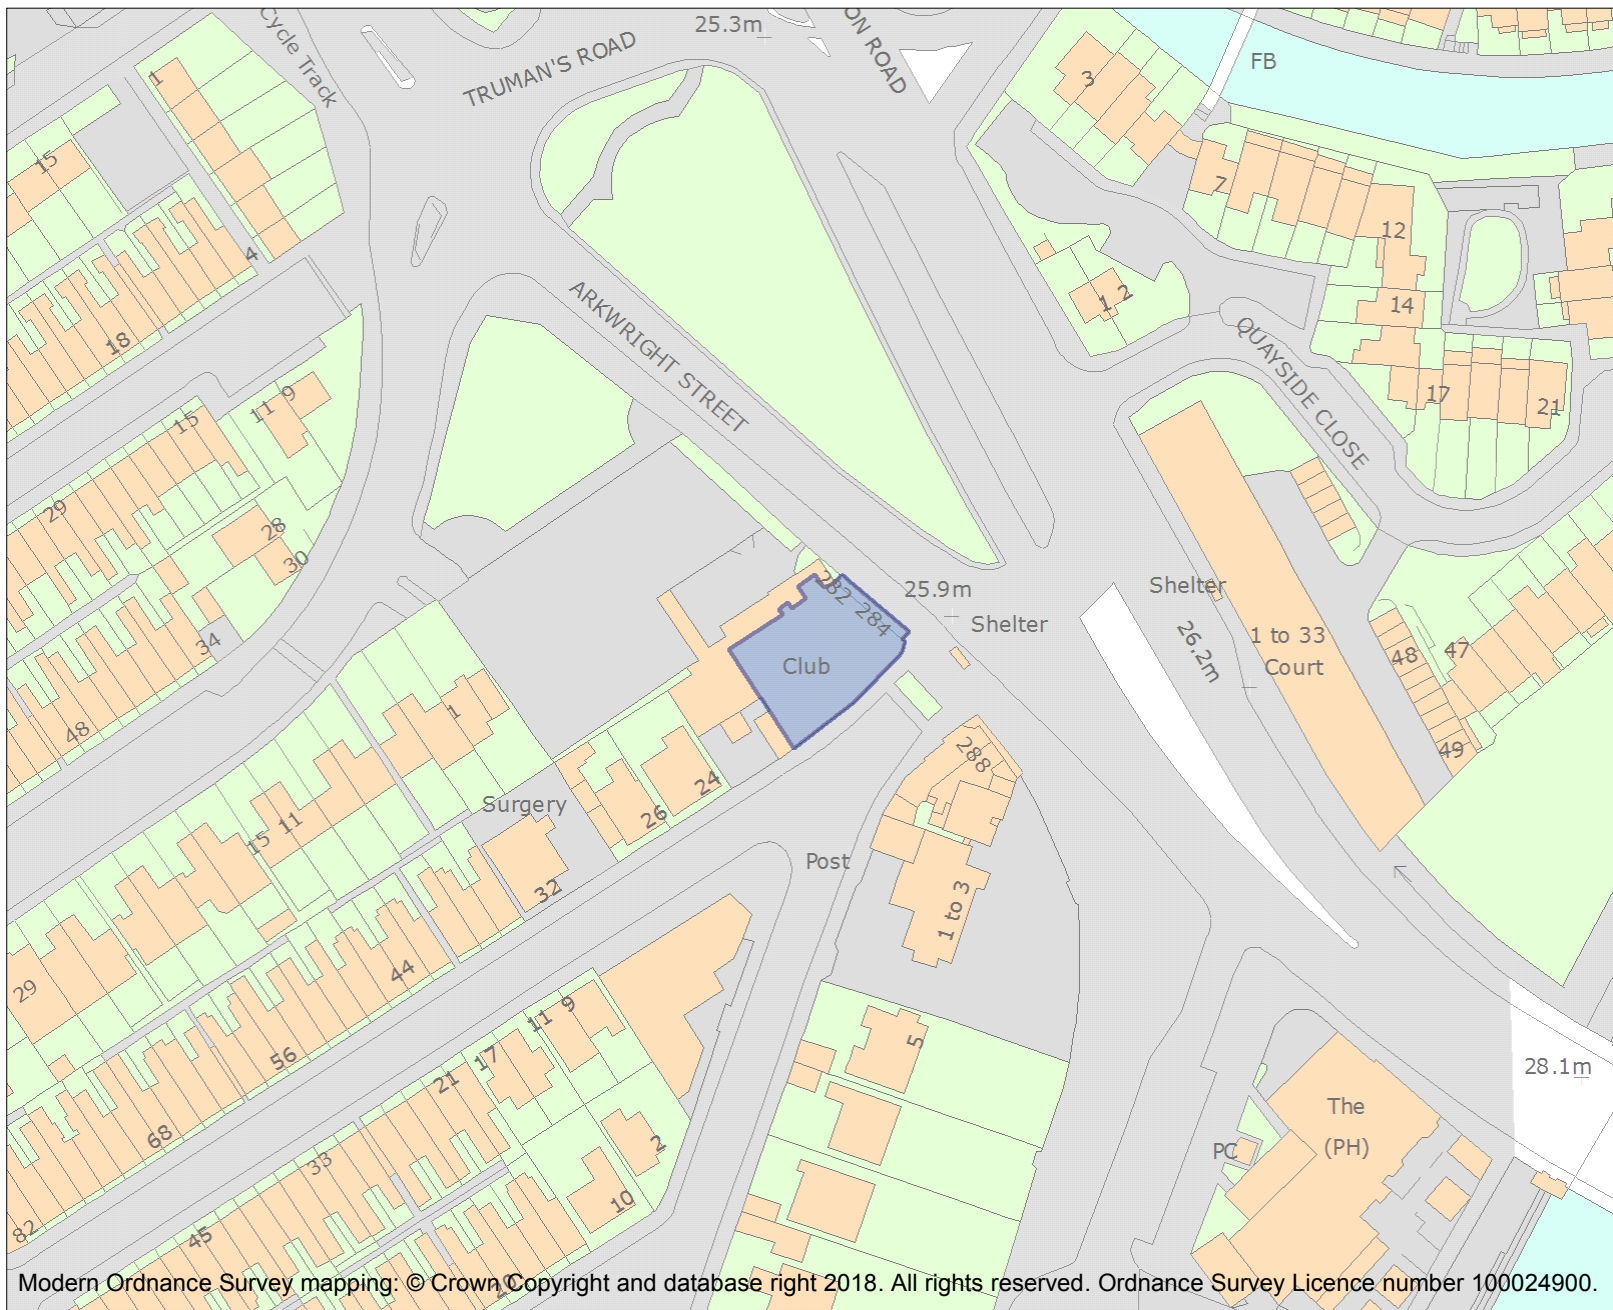 Cycle Track
TRUMAN'S ROAD
25.3m
ON ROAD
FB
1
3
15
7
4
12
18
1 2
14
ARKWRIGHT STREET
QUAYSIDE CLOSE
11 9
15
17
21
29
28
30
282 284
25.9m
Shelter
Shelter
26.2m
1 to 33
Court
34
Club
48
47
48
1
49
288
24
26
Surgery
15 11
32
Post
1 to 3
44
29
11 9
56
17
21
5
28.1m
The
(PH)
PC
68
2
33
10
82
45
20
Modern Ordnance Survey mapping: © Crown Copyright and database right 2018. All rights reserved. Ordnance Survey Licence number 100024900.